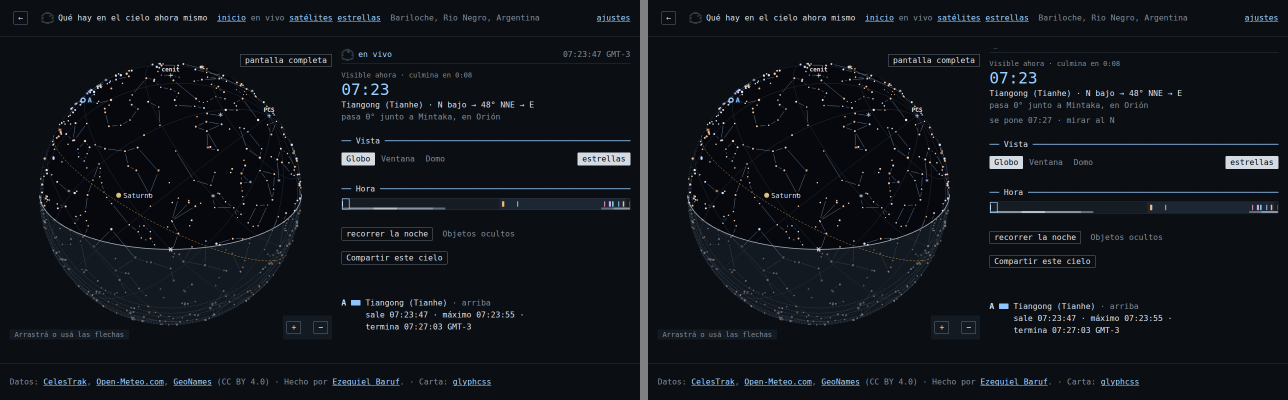 ← Qué hay en el cielo ahora mismo inicio en vivo satélites estrellas Bariloche, Rio Negro, Argentina ajustes
pantalla completa
cenit
A
PCS
Saturno
Arrastrá o usá las flechas
+ −
en vivo 07:23:47 GMT-3
Visible ahora · culmina en 0:08
07:23
Tiangong (Tianhe) · N bajo → 48° NNE → E
pasa 0° junto a Mintaka, en Orión
Vista
Globo Ventana Domo estrellas
Hora
recorrer la noche Objetos ocultos
Compartir este cielo
A Tiangong (Tianhe) · arriba
sale 07:23:47 · máximo 07:23:55 ·
termina 07:27:03 GMT-3
Datos: CelesTrak, Open-Meteo.com, GeoNames (CC BY 4.0) · Hecho por Ezequiel Baruf. · Carta: glyphcss
← Qué hay en el cielo ahora mismo inicio en vivo satélites estrellas Bariloche, Rio Negro, Argentina ajustes
pantalla completa
cenit
A
PCS
Saturno
Arrastrá o usá las flechas
+ −
Visible ahora · culmina en 0:08
07:23
Tiangong (Tianhe) · N bajo → 48° NNE → E
pasa 0° junto a Mintaka, en Orión
se pone 07:27 · mirar al N
Vista
Globo Ventana Domo estrellas
Hora
recorrer la noche Objetos ocultos
Compartir este cielo
A Tiangong (Tianhe) · arriba
sale 07:23:47 · máximo 07:23:55 ·
termina 07:27:03 GMT-3
Datos: CelesTrak, Open-Meteo.com, GeoNames (CC BY 4.0) · Hecho por Ezequiel Baruf. · Carta: glyphcss